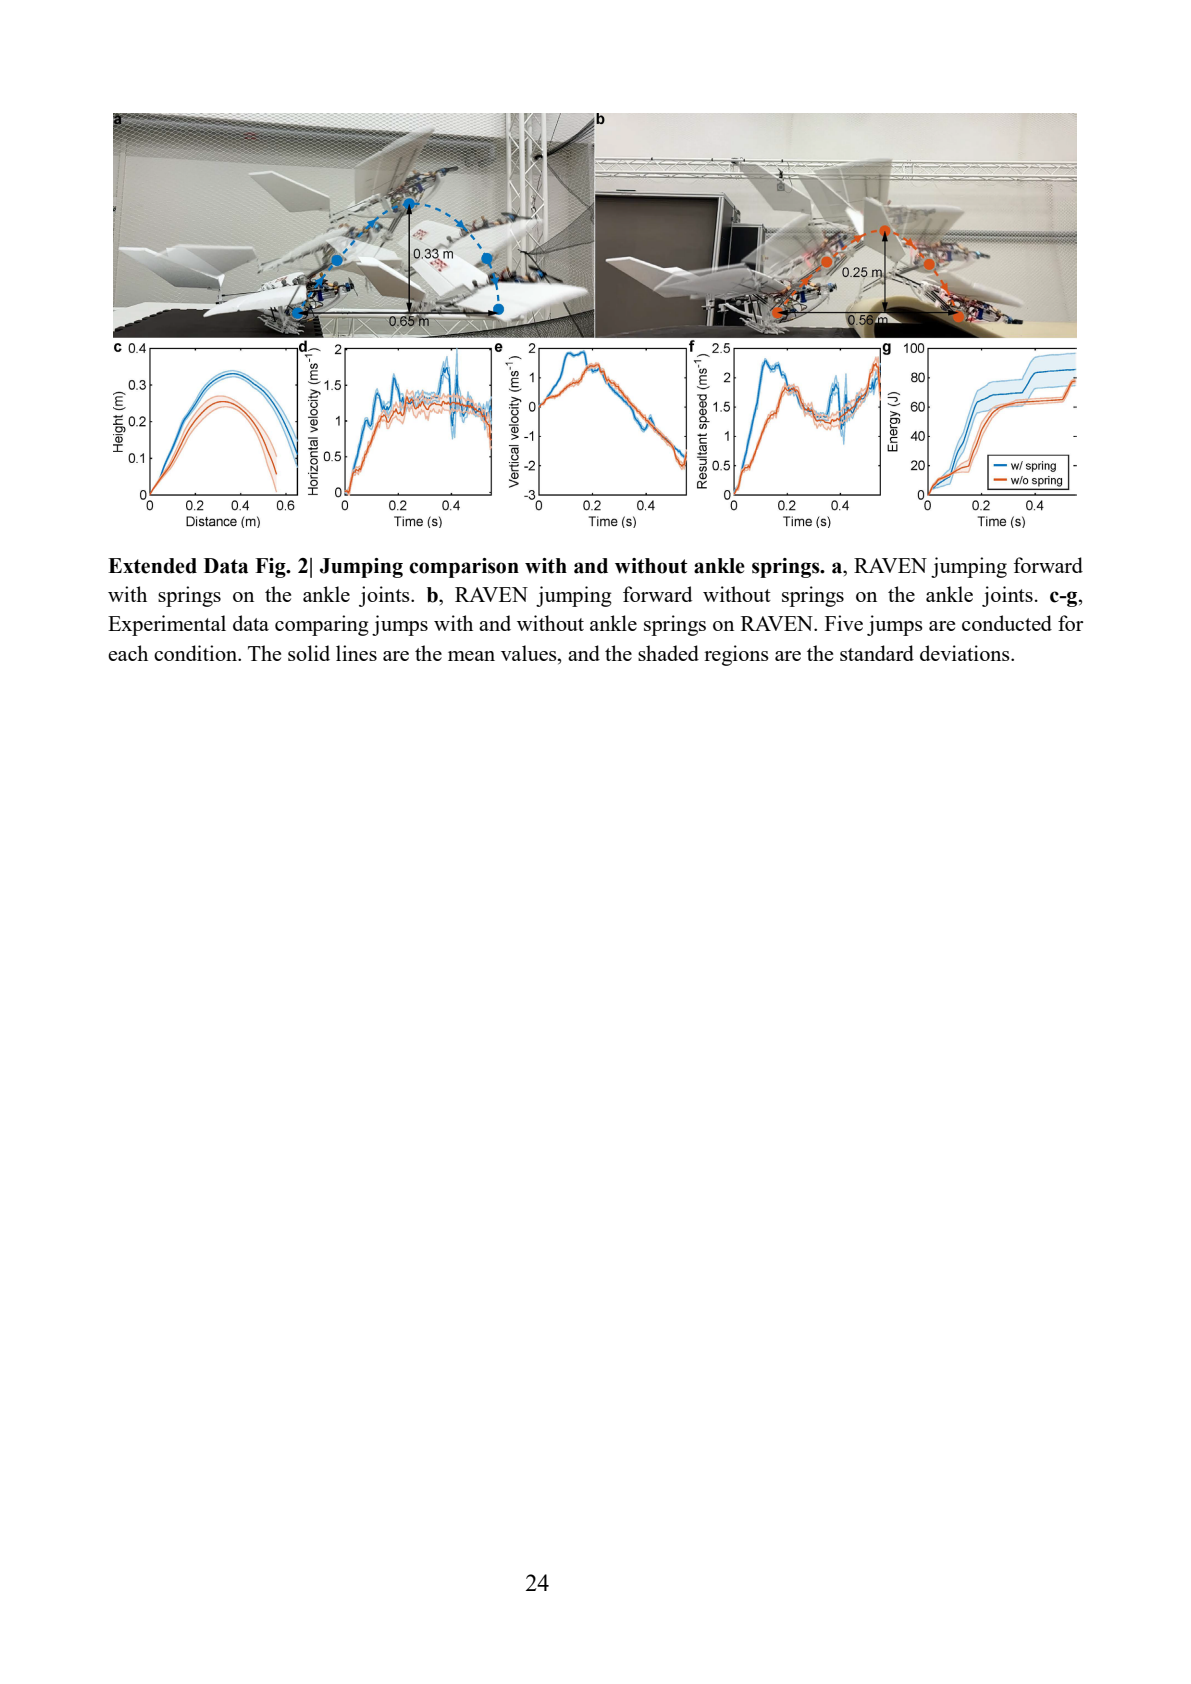 a
b
0.33 m
0.65 m
0.25 m
0.56 m
c
0.4
0.3
0.2
0.1
0
Height (m)
0
0.2
0.4
0.6
Distance (m)
d
2
1.5
1
0.5
0
Horizontal velocity (ms⁻¹)
0
0.2
0.4
Time (s)
e
2
1
0
-1
-2
-3
Vertical velocity (ms⁻¹)
0
0.2
0.4
Time (s)
f
2.5
2
1.5
1
0.5
0
Resultant speed (ms⁻¹)
0
0.2
0.4
Time (s)
g
100
80
60
40
20
0
Energy (J)
w/ spring
w/o spring
0
0.2
0.4
Time (s)
Extended Data Fig. 2| Jumping comparison with and without ankle springs. a, RAVEN jumping forward
with springs on the ankle joints. b, RAVEN jumping forward without springs on the ankle joints. c-g,
Experimental data comparing jumps with and without ankle springs on RAVEN. Five jumps are conducted for
each condition. The solid lines are the mean values, and the shaded regions are the standard deviations.
24